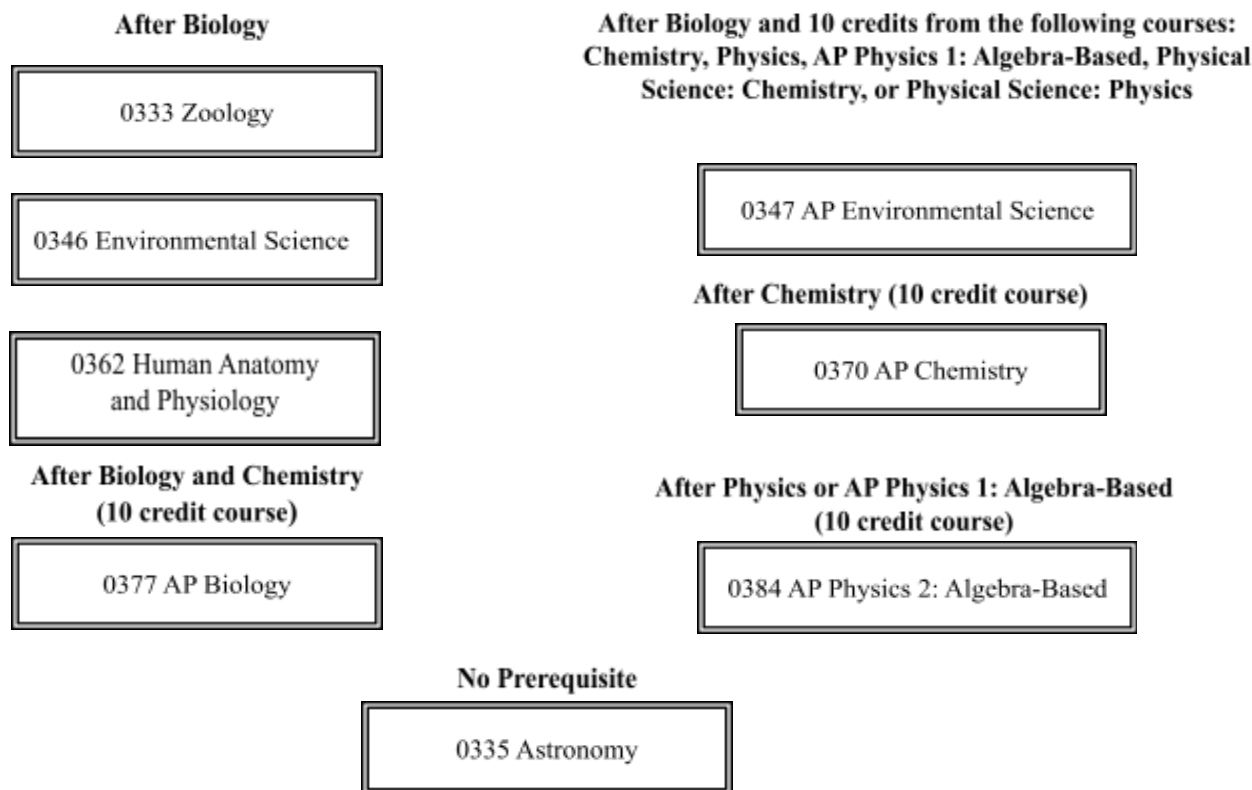 After Biology
0333 Zoology
0346 Environmental Science
0362 Human Anatomy
and Physiology
After Biology and Chemistry
(10 credit course)
0377 AP Biology
After Biology and 10 credits from the following courses:
Chemistry, Physics, AP Physics 1: Algebra-Based, Physical
Science: Chemistry, or Physical Science: Physics
0347 AP Environmental Science
After Chemistry (10 credit course)
0370 AP Chemistry
After Physics or AP Physics 1: Algebra-Based
(10 credit course)
0384 AP Physics 2: Algebra-Based
No Prerequisite
0335 Astronomy